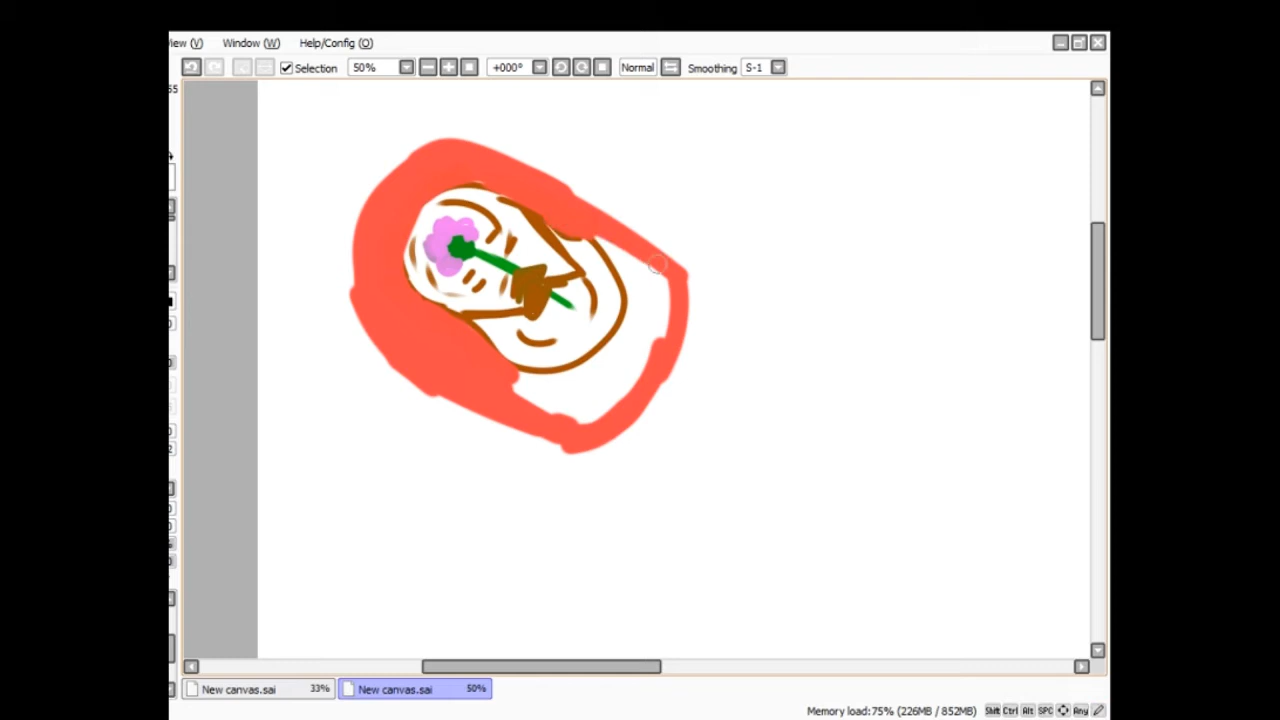 View (V) Window (W) Help/Config (O)
Selection 50% +000° Normal Smoothing S-1
New canvas.sai 33% New canvas.sai 50%
Memory load: 75% (226MB / 852MB) Shift Ctrl Alt SPC Any